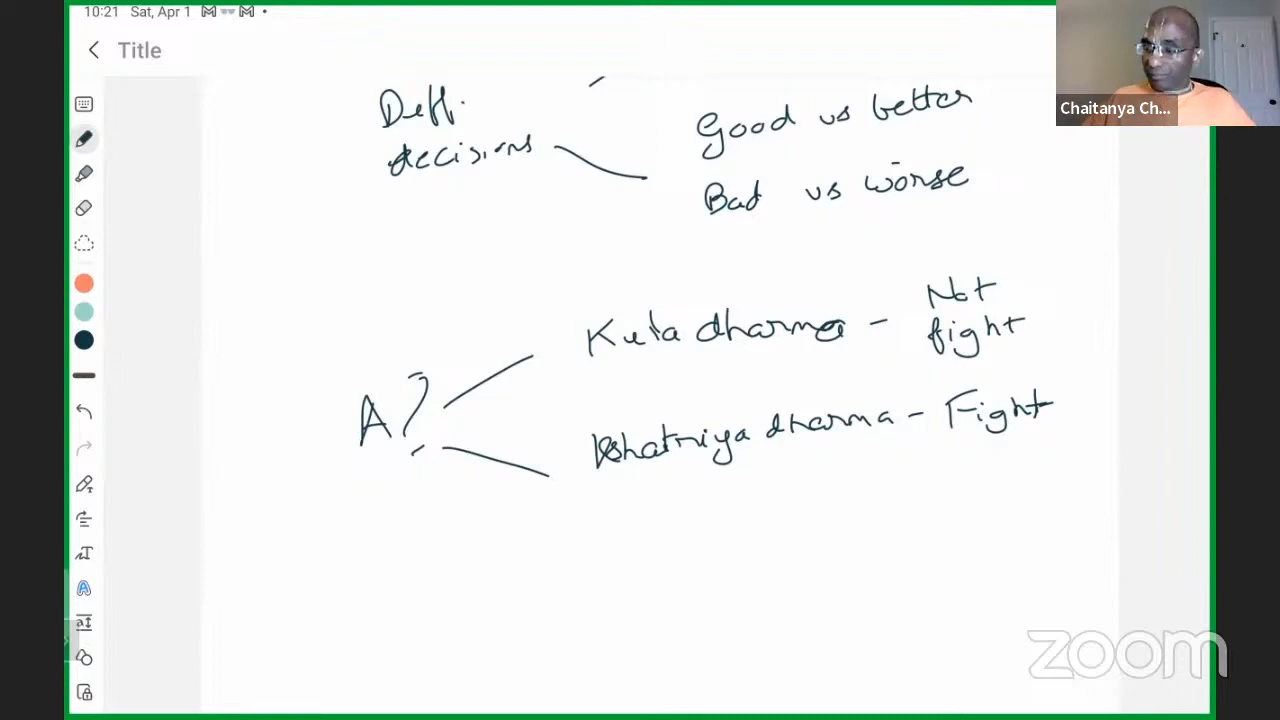 10:21 Sat, Apr 1
Title
Chaitanya Ch...
Deff.
decisions
Good vs better
Bad vs worse
A?
Kula dharma - Not fight
Kshatriya dharma - Fight
zoom